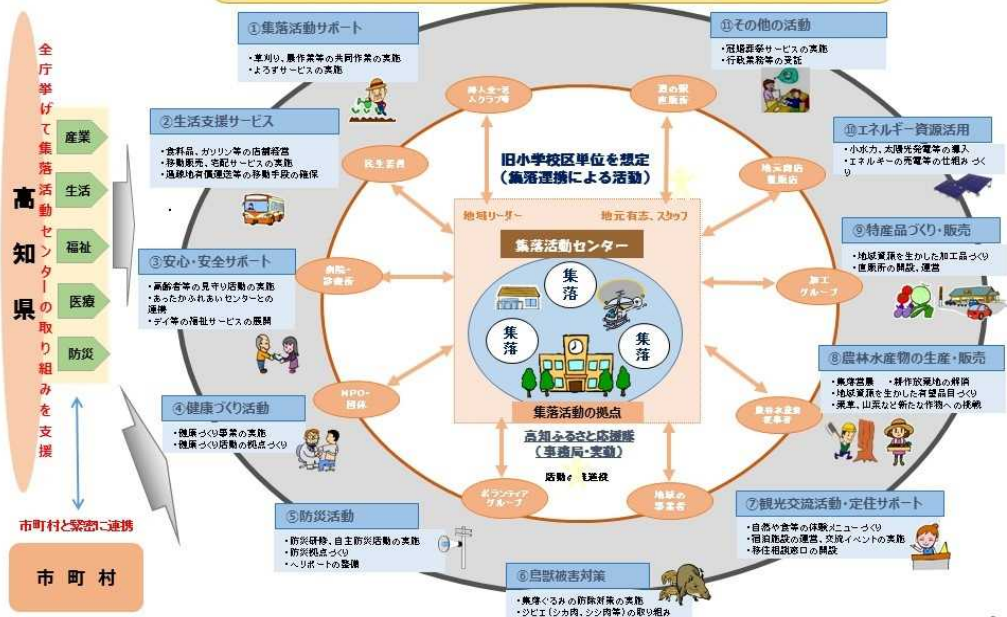 全庁挙げて集落活動センターの取り組みを支援
高知県
産業
生活
福祉
医療
防災
市町村と緊密に連携
市町村
①集落活動サポート
・草刈り、農作業等の共同作業の実施
・よろずサービスの実施
②生活支援サービス
・食料品、ガソリン等の店舗経営
・移動販売、宅配サービスの実施
・過疎地有償運送等の移動手段の確保
③安心・安全サポート
・高齢者等の見守り活動の実施
・あったかふれあいセンターとの
連携
・デイ等の福祉サービスの展開
④健康づくり活動
・健康づくり事業の実施
・健康づくり活動の拠点づくり
⑤防災活動
・防災研修、自主防災活動の実施
・防災拠点づくり
・ヘリポートの整備
⑥鳥獣被害対策
・集落ぐるみの防除対策の実施
・ジビエ(シカ肉、シシ肉等)の取り組み
⑦観光交流活動・定住サポート
・自然や食等の体験メニューづくり
・宿泊施設の運営、交流イベントの実施
・移住相談窓口の開設
⑧農林水産物の生産・販売
・集落営農 ・耕作放棄地の解消
・地域資源を生かした有望品目づくり
・薬草、山菜など新たな作物への挑戦
⑨特産品づくり・販売
・地域資源を生かした加工品づくり
・直販所の開設、運営
⑩エネルギー資源活用
・小水力、太陽光発電等の導入
・エネルギーの売電等の仕組みづく
り
⑪その他の活動
・冠婚葬祭サービスの実施
・行政業務等の受託
婦人会・老
人クラブ等
道の駅
直販所
民生委員
地元商店
量販店
病院・
診療所
加工
グループ
NPO・
団体
農林水産業
従事者
ボランティア
グループ
地域の
事業者
旧小学校区単位を想定
(集落連携による活動)
地域リーダー
地元有志、スタッフ
集落活動センター
集落
集落
集落
集落活動の拠点
高知ふるさと応援隊
(事務局・実動)
活動